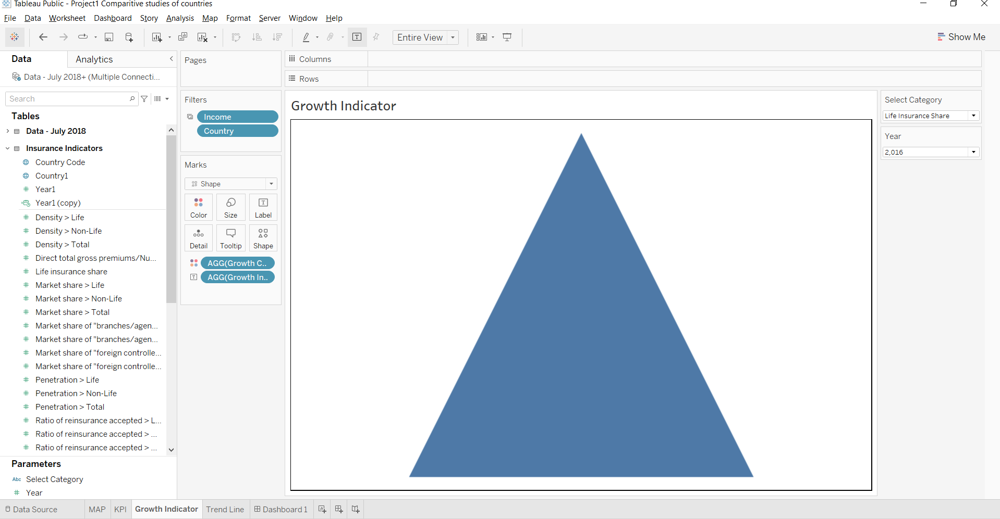 Tableau Public - Project1 Comparitive studies of countries
File Data Worksheet Dashboard Story Analysis Map Format Server Window Help
Entire View
Show Me
Data
Analytics
Data - July 2018+ (Multiple Connecti...
Search
Tables
Data - July 2018
Insurance Indicators
Country Code
Country1
Year1
Year1 (copy)
Density > Life
Density > Non-Life
Density > Total
Direct total gross premiums/Nu...
Life insurance share
Market share > Life
Market share > Non-Life
Market share > Total
Market share of "branches/agen...
Market share of "branches/agen...
Market share of "foreign controlle...
Market share of "foreign controlle...
Penetration > Life
Penetration > Non-Life
Penetration > Total
Ratio of reinsurance accepted > L...
Ratio of reinsurance accepted > ...
Ratio of reinsurance accepted > ...
Parameters
Abc Select Category
Year
Pages
Filters
Income
Country
Marks
Shape
Color Size Label
Detail Tooltip Shape
AGG(Growth C..
AGG(Growth In..
Columns
Rows
Growth Indicator
Select Category
Life Insurance Share
Year
2,016
Data Source MAP KPI Growth Indicator Trend Line Dashboard 1